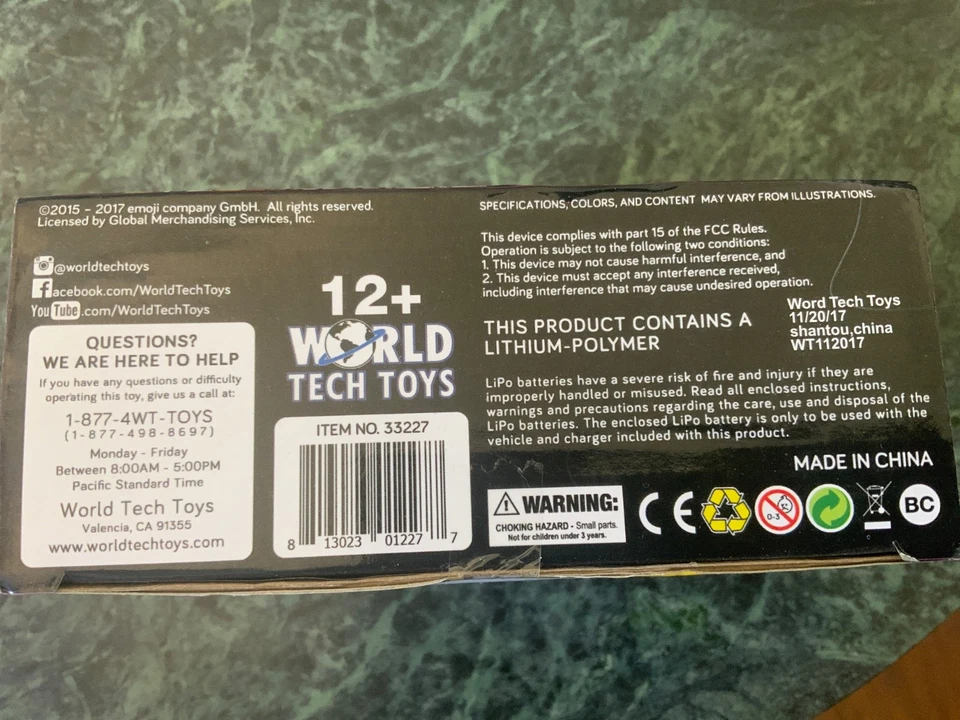 ©2015 - 2017 emoji company GmbH. All rights reserved.
Licensed by Global Merchandising Services, Inc.
@worldtechtoys
facebook.com/WorldTechToys
YouTube.com/WorldTechToys
QUESTIONS?
WE ARE HERE TO HELP
If you have any questions or difficulty
operating this toy, give us a call at:
1-877-4WT-TOYS
(1-877-498-8697)
Monday - Friday
Between 8:00AM - 5:00PM
Pacific Standard Time
World Tech Toys
Valencia, CA 91355
www.worldtechtoys.com
12+
WORLD
TECH TOYS
ITEM NO. 33227
8 13023 01227 7
SPECIFICATIONS, COLORS, AND CONTENT MAY VARY FROM ILLUSTRATIONS.
This device complies with part 15 of the FCC Rules.
Operation is subject to the following two conditions:
1. This device may not cause harmful interference, and
2. This device must accept any interference received,
including interference that may cause undesired operation.
Word Tech Toys
11/20/17
shantou,china
WT112017
THIS PRODUCT CONTAINS A
LITHIUM-POLYMER
LiPo batteries have a severe risk of fire and injury if they are
improperly handled or misused. Read all enclosed instructions,
warnings and precautions regarding the care, use and disposal of the
LiPo batteries. The enclosed LiPo battery is only to be used with the
vehicle and charger included with this product.
MADE IN CHINA
WARNING:
CHOKING HAZARD - Small parts.
Not for children under 3 years.
CE
0-3
BC